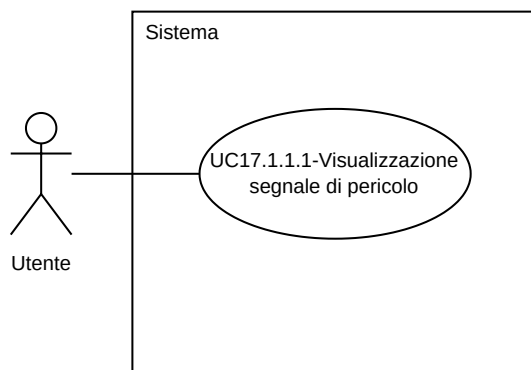 Sistema
UC17.1.1.1-Visualizzazione
segnale di pericolo
Utente